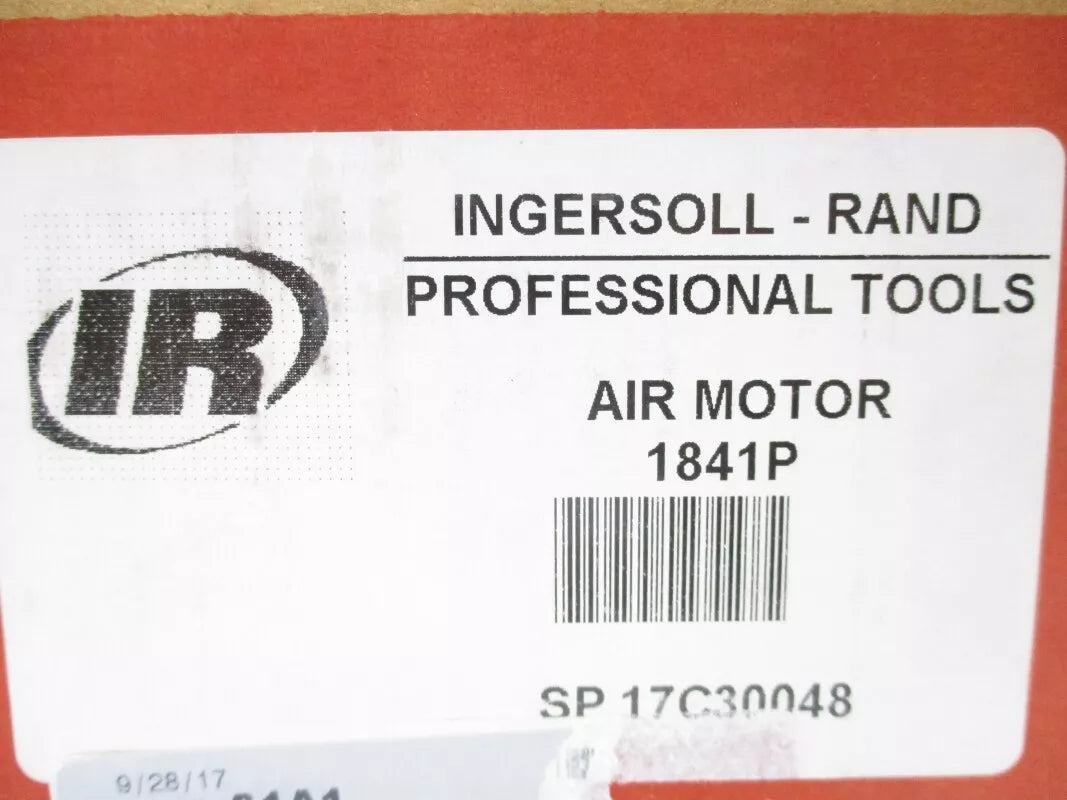 IR
INGERSOLL - RAND
PROFESSIONAL TOOLS
AIR MOTOR
1841P
SP 17C30048
9/28/17